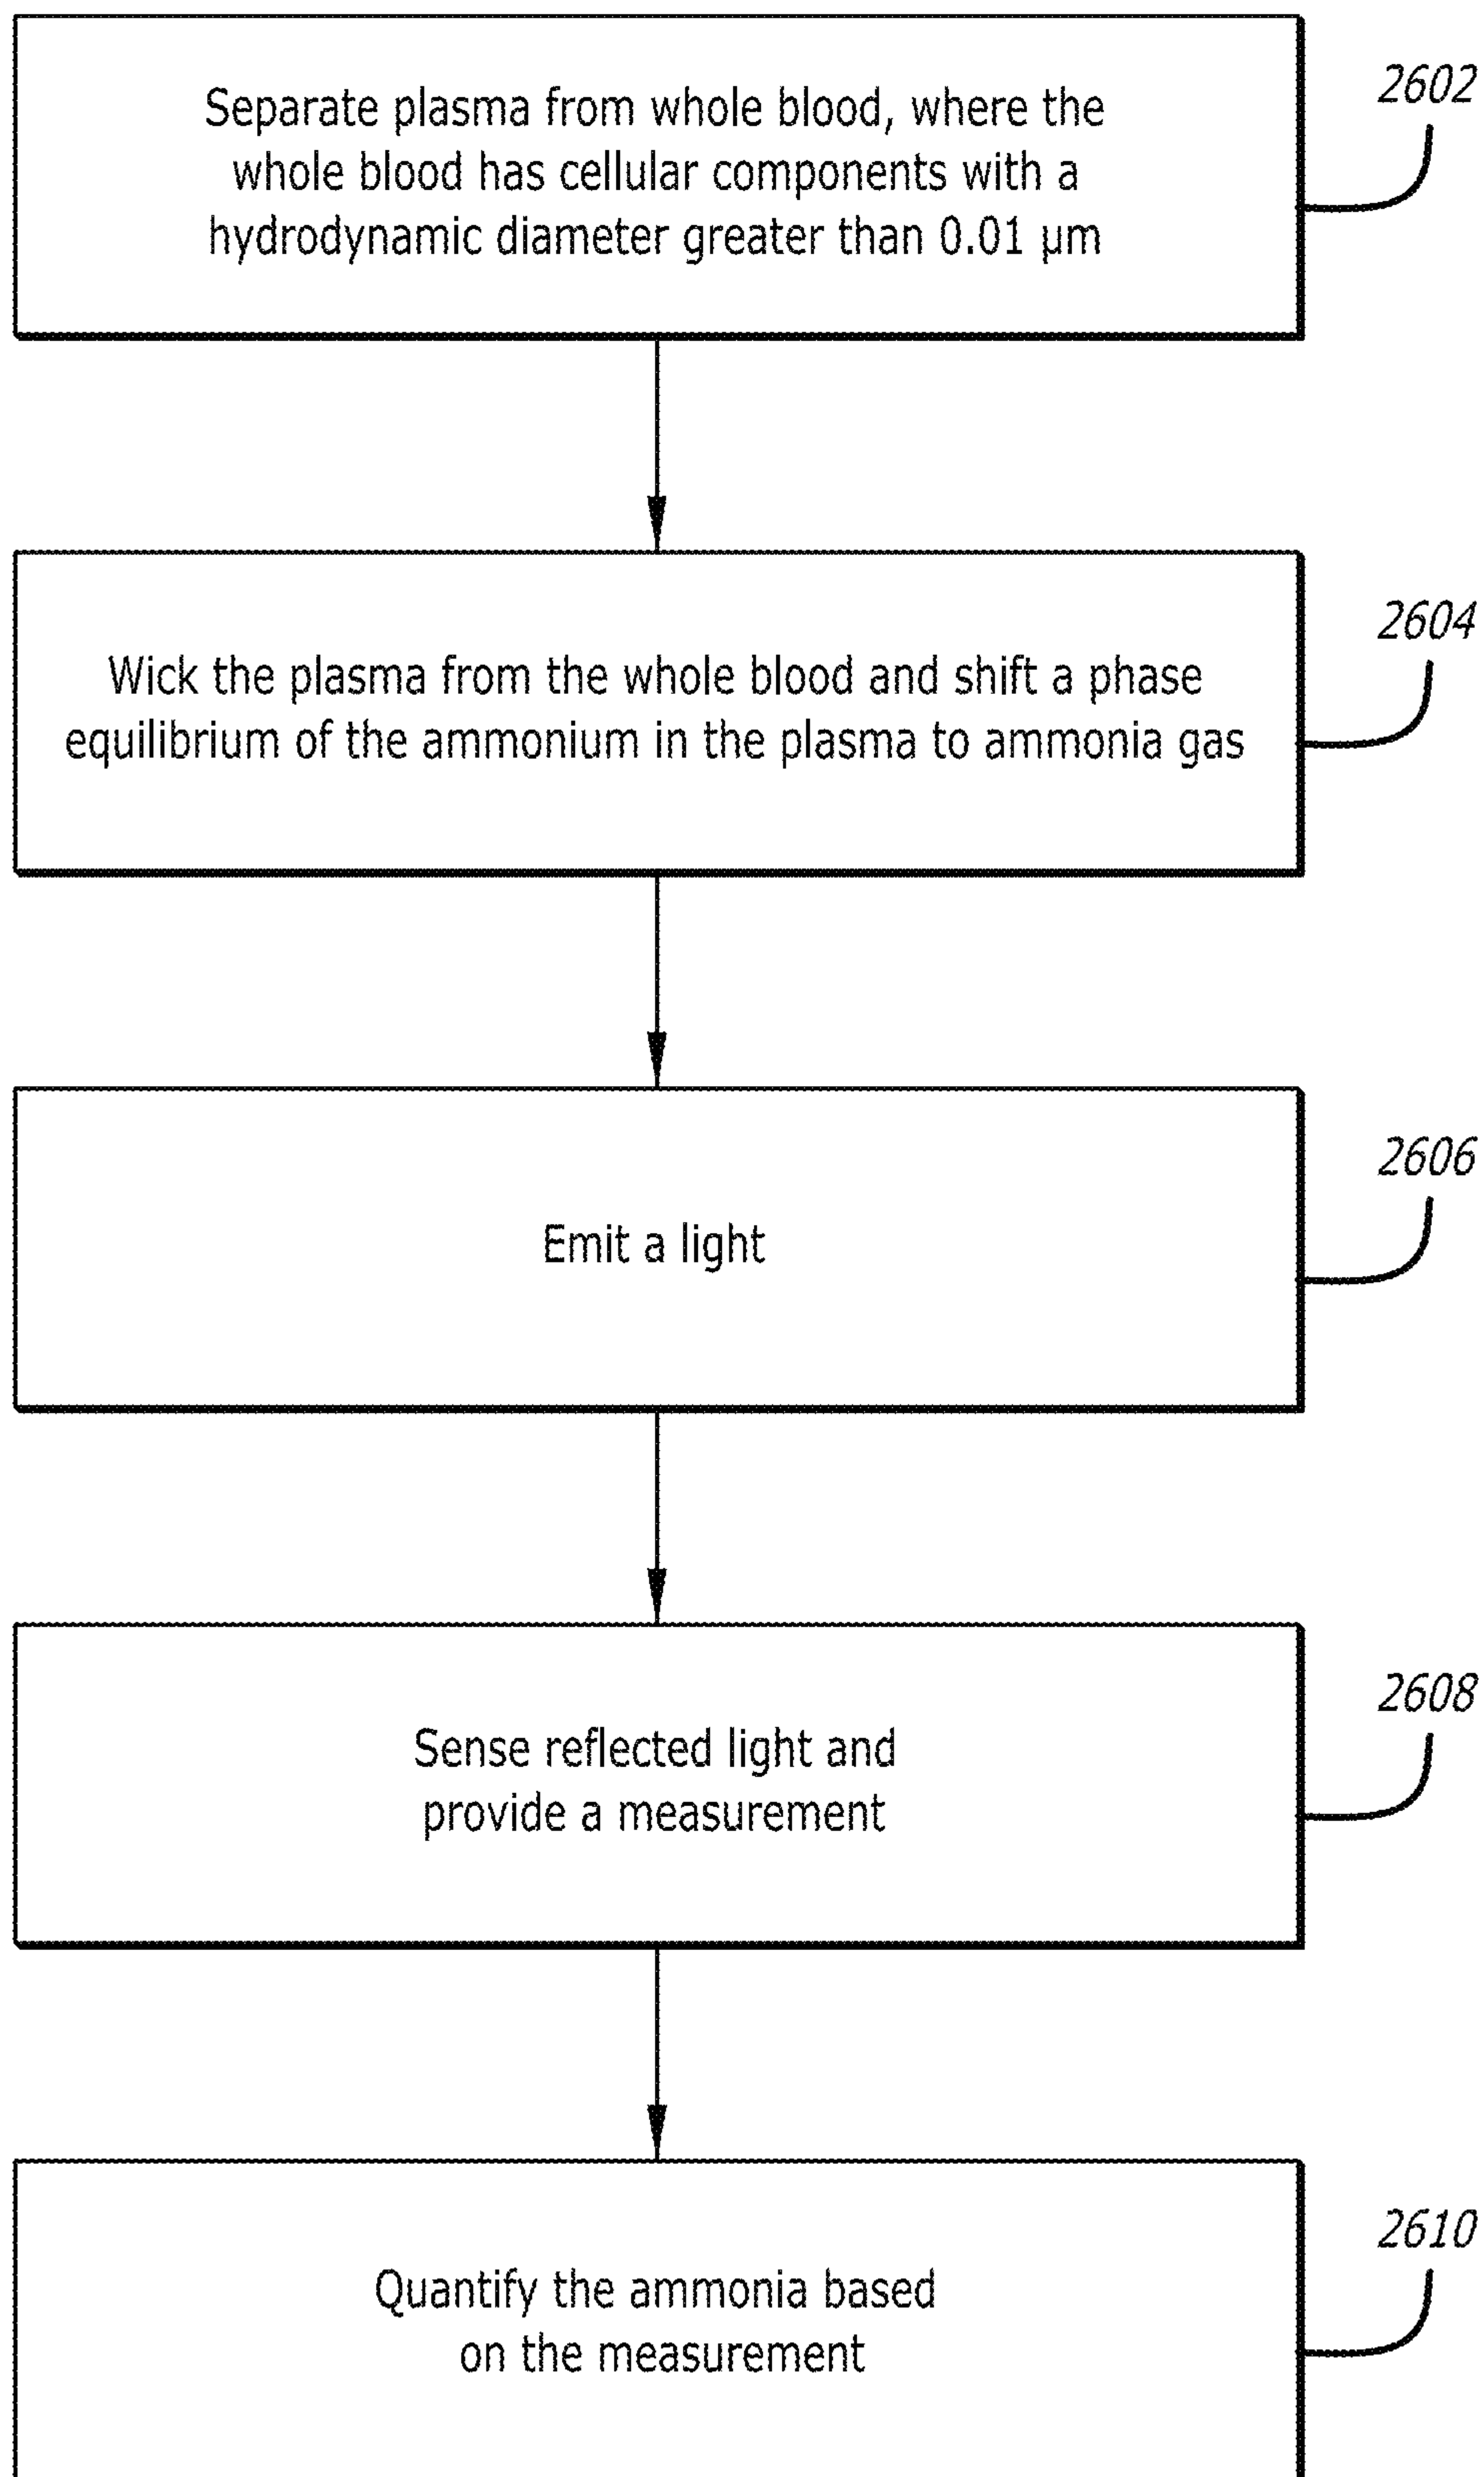 Separate plasma from whole blood, where the
whole blood has cellular components with a
hydrodynamic diameter greater than 0.01 µm
2602
Wick the plasma from the whole blood and shift a phase
equilibrium of the ammonium in the plasma to ammonia gas
2604
Emit a light
2606
Sense reflected light and
provide a measurement
2608
Quantify the ammonia based
on the measurement
2610